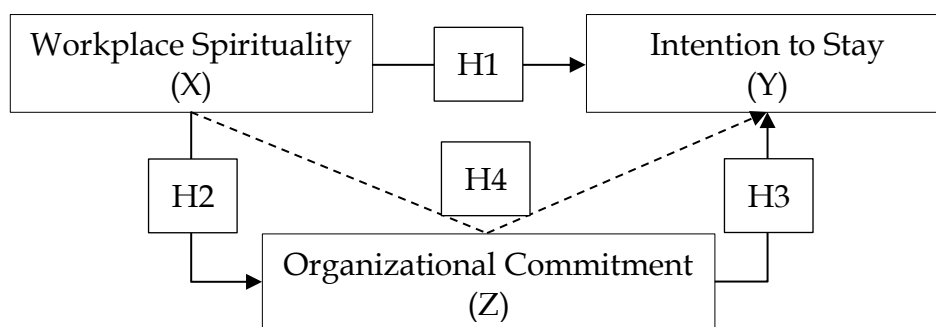 Workplace Spirituality
(X)
H1
Intention to Stay
(Y)
H2
H4
H3
Organizational Commitment
(Z)